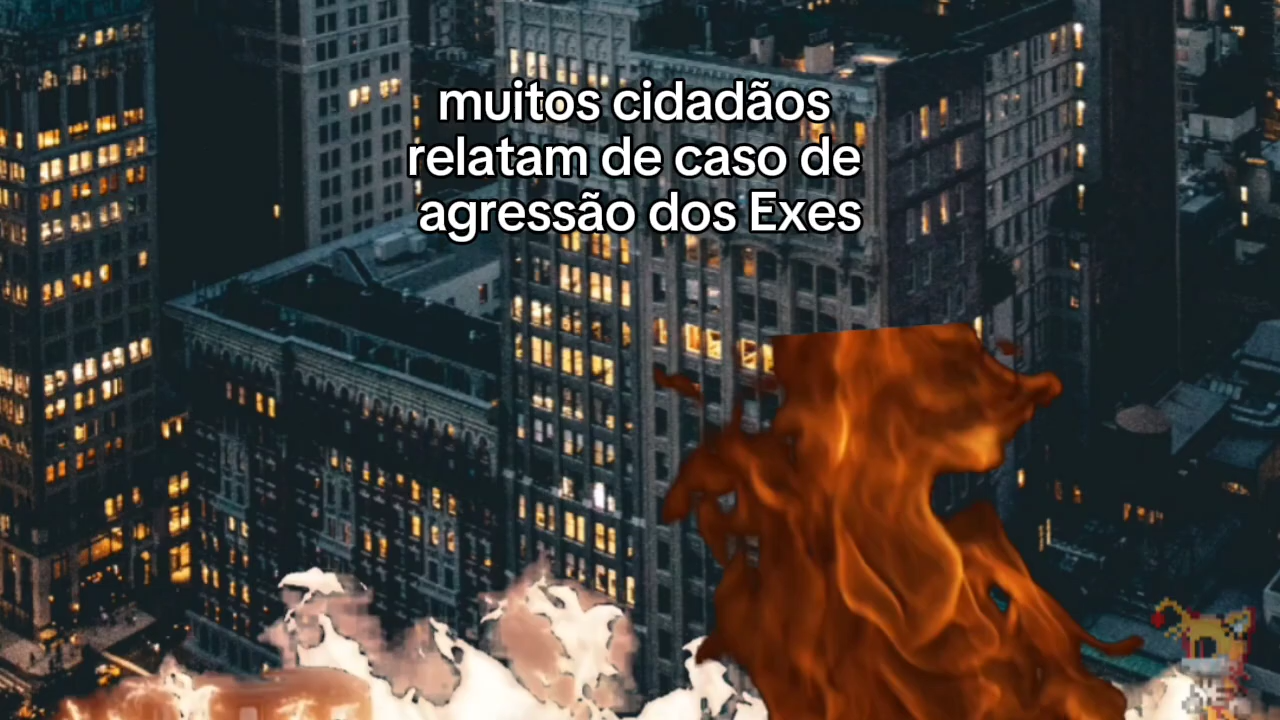 muitos cidadãos
relatam de caso de
agressão dos Exes